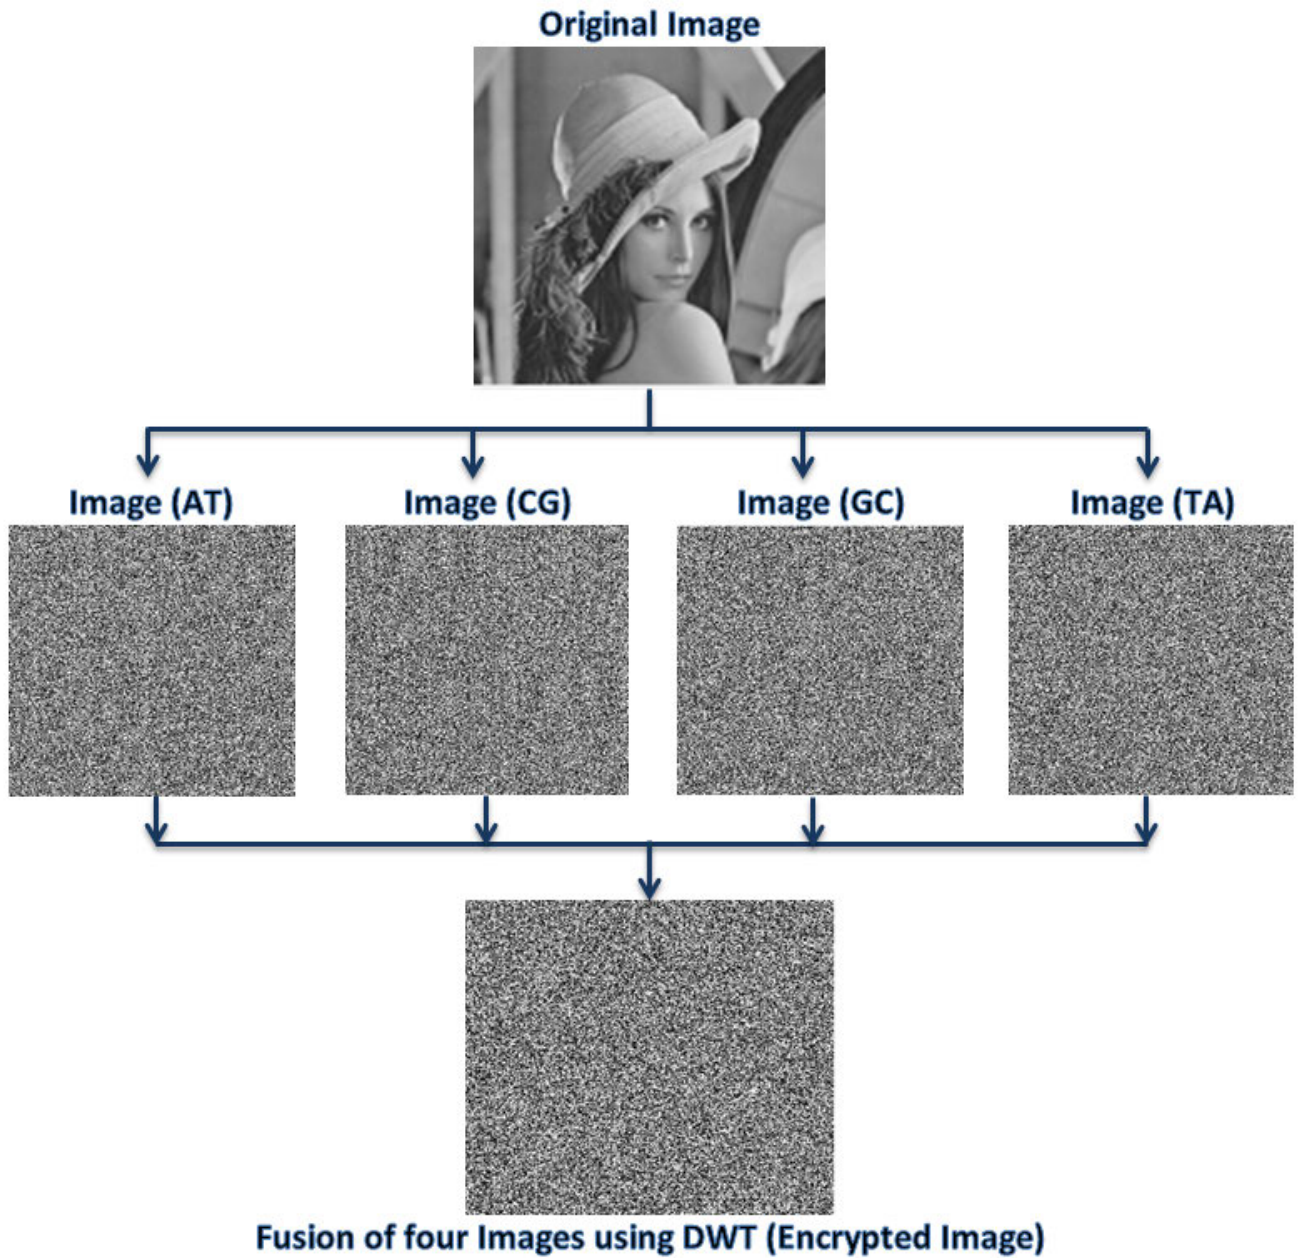 Original Image
Image (AT)
Image (CG)
Image (GC)
Image (TA)
Fusion of four Images using DWT (Encrypted Image)